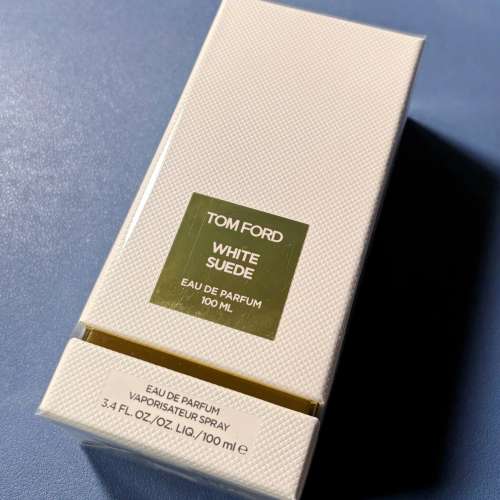 TOM FORD
WHITE
SUEDE
EAU DE PARFUM
100 ML
EAU DE PARFUM
VAPORISATEUR SPRAY
3.4 FL. OZ./OZ. LIQ./100 ml ℮